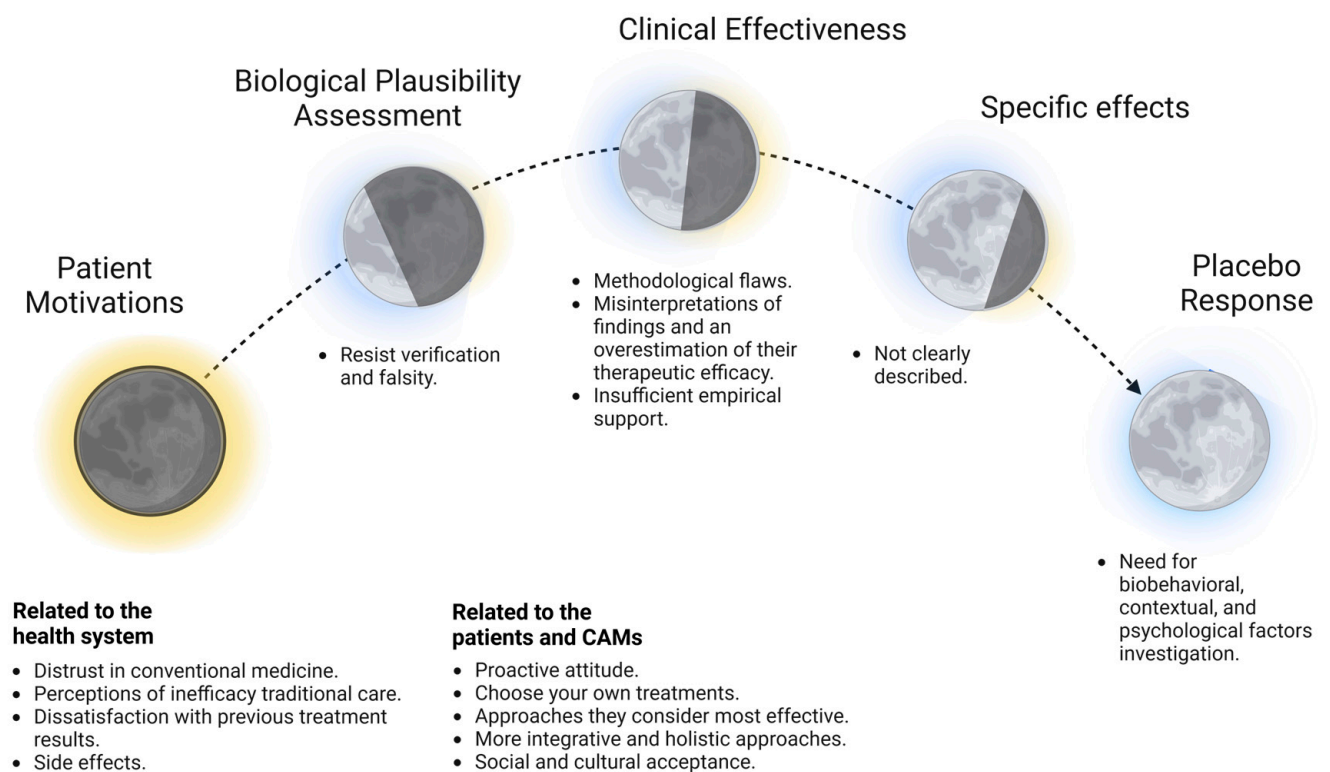 Clinical Effectiveness
Biological Plausibility
Assessment
Specific effects
Patient
Motivations
Placebo
Response
• Methodological flaws.
• Misinterpretations of
findings and an
overestimation of their
therapeutic efficacy.
• Insufficient empirical
support.
• Resist verification
and falsity.
• Not clearly
described.
• Need for
biobehavioral,
contextual, and
psychological factors
investigation.
Related to the
health system
• Distrust in conventional medicine.
• Perceptions of inefficacy traditional care.
• Dissatisfaction with previous treatment
results.
• Side effects.
Related to the
patients and CAMs
• Proactive attitude.
• Choose your own treatments.
• Approaches they consider most effective.
• More integrative and holistic approaches.
• Social and cultural acceptance.